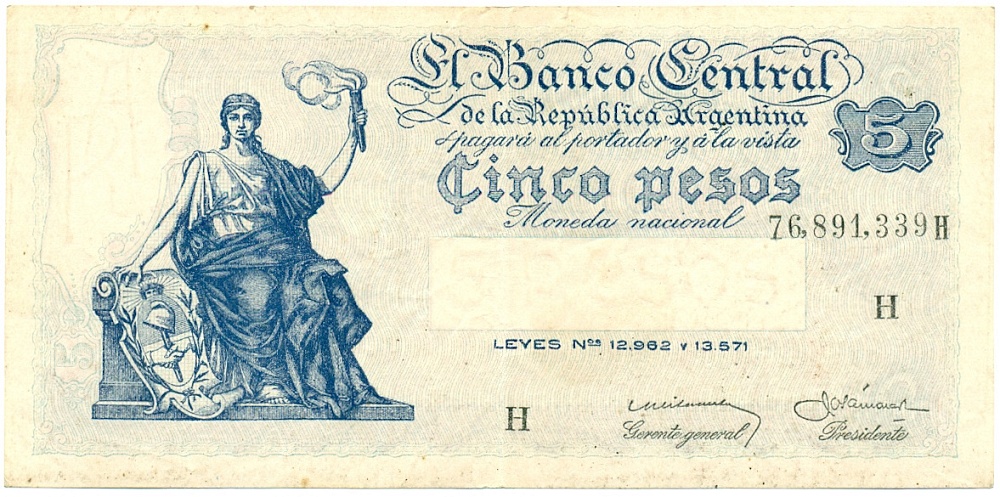 El Banco Central
de la República Argentina
pagará al portador y á la vista
5
Cinco pesos
Moneda nacional
76,891,339 H
H
LEYES Nos 12.962 Y 13.571
H
Gerente general
Presidente